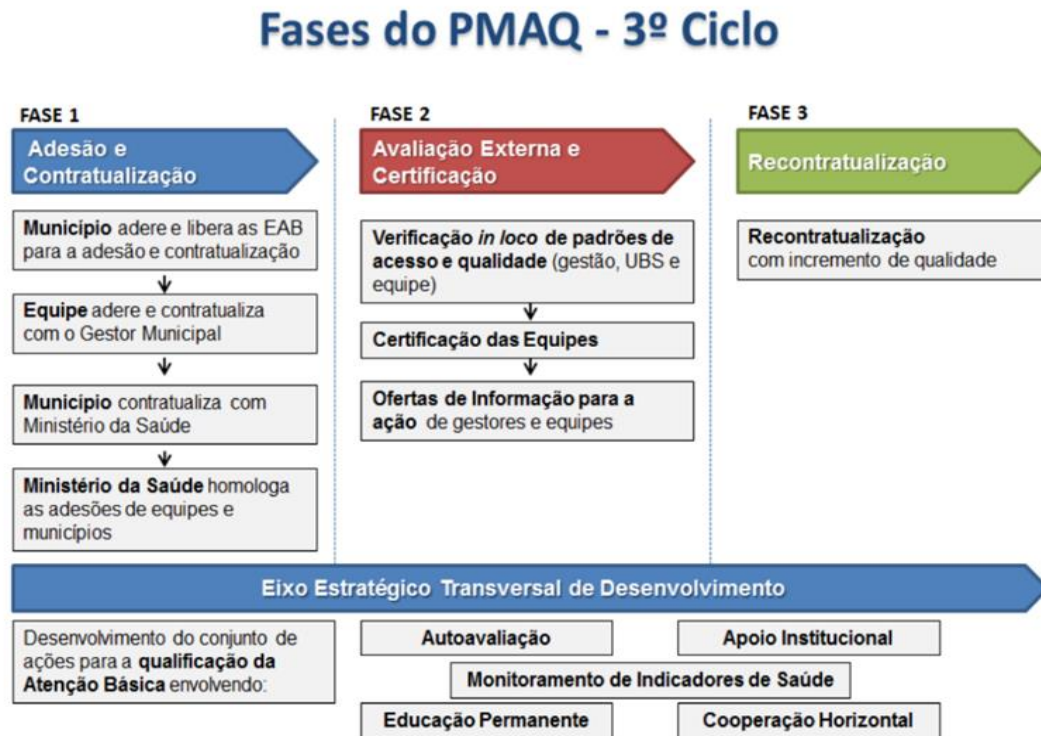 Fases do PMAQ - 3º Ciclo
FASE 1
Adesão e
Contratualização
Município adere e libera as EAB
para a adesão e contratualização
Equipe adere e contratualiza
com o Gestor Municipal
Município contratualiza com
Ministério da Saúde
Ministério da Saúde homologa
as adesões de equipes e
municípios
FASE 2
Avaliação Externa e
Certificação
Verificação in loco de padrões de
acesso e qualidade (gestão, UBS e
equipe)
Certificação das Equipes
Ofertas de Informação para a
ação de gestores e equipes
FASE 3
Recontratualização
Recontratualização
com incremento de qualidade
Eixo Estratégico Transversal de Desenvolvimento
Desenvolvimento do conjunto de
ações para a qualificação da
Atenção Básica envolvendo:
Autoavaliação
Apoio Institucional
Monitoramento de Indicadores de Saúde
Educação Permanente
Cooperação Horizontal